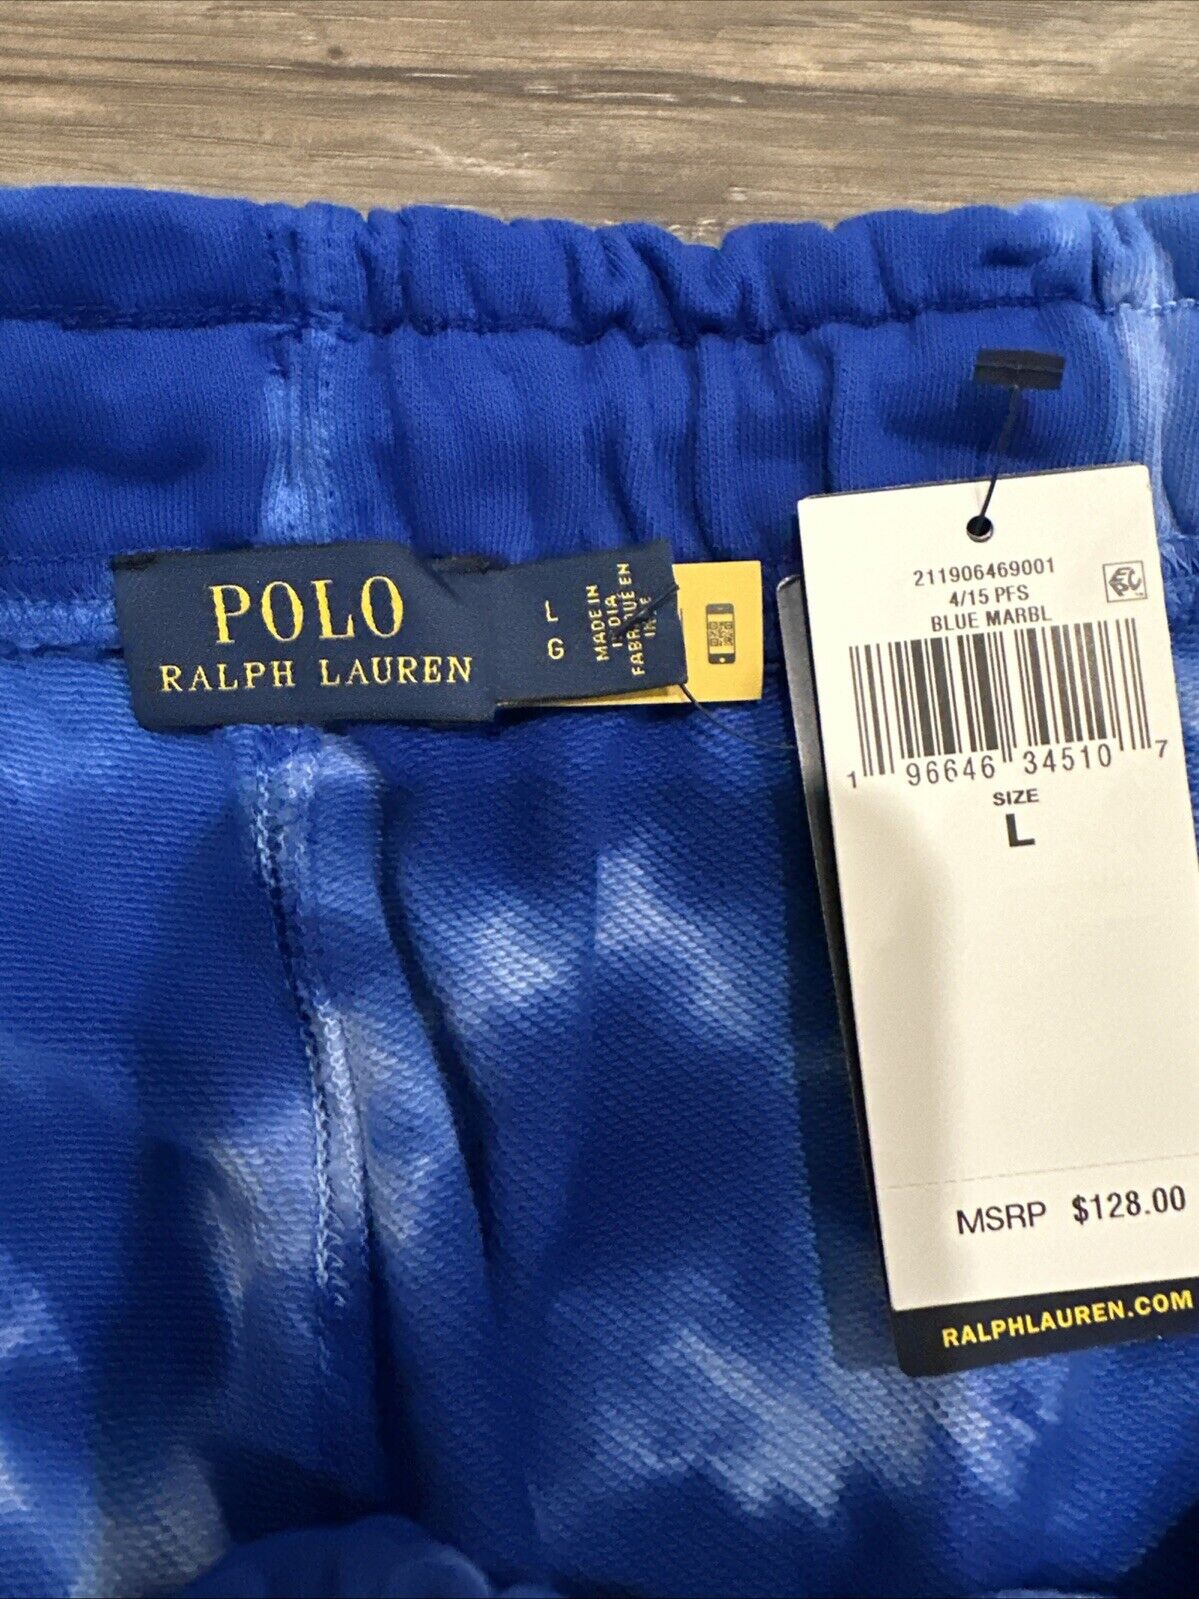 POLO
RALPH LAUREN
L
G
MADE IN
FABRIQUÉ EN
211906469001
4/15 PFS
BLUE MARBL
1 96646 34510 7
SIZE
L
MSRP $128.00
RALPHLAUREN.COM